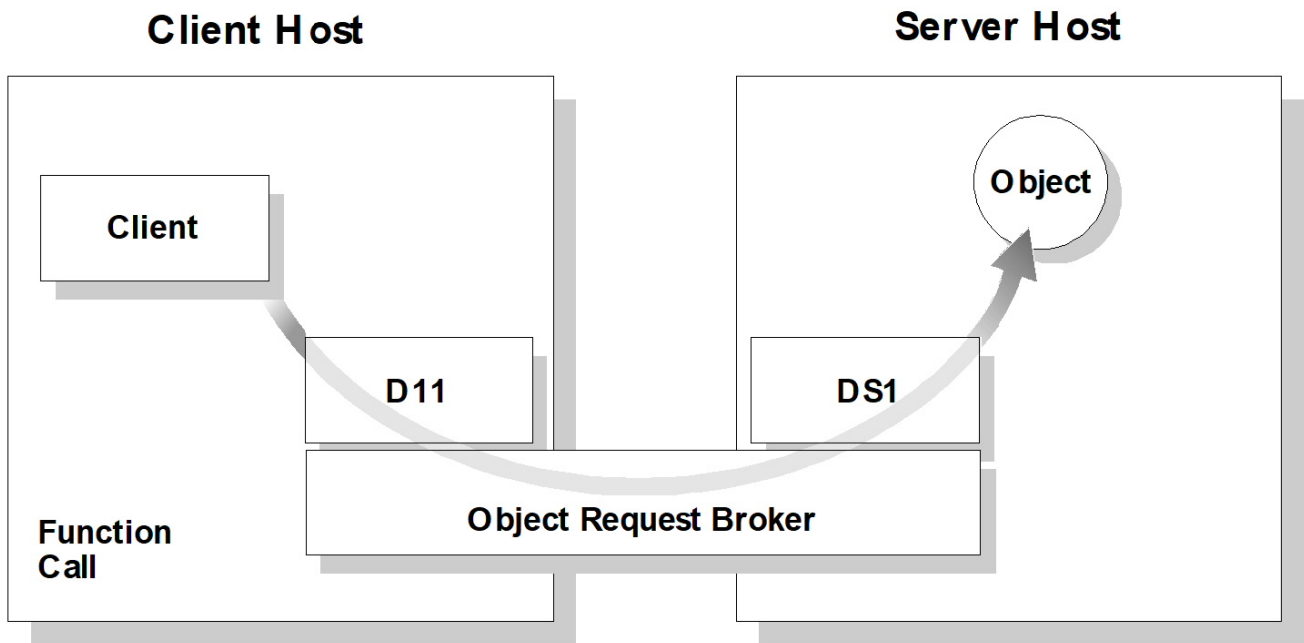 Client Host
Server Host
Client
Object
D11
DS1
Object Request Broker
Function
Call